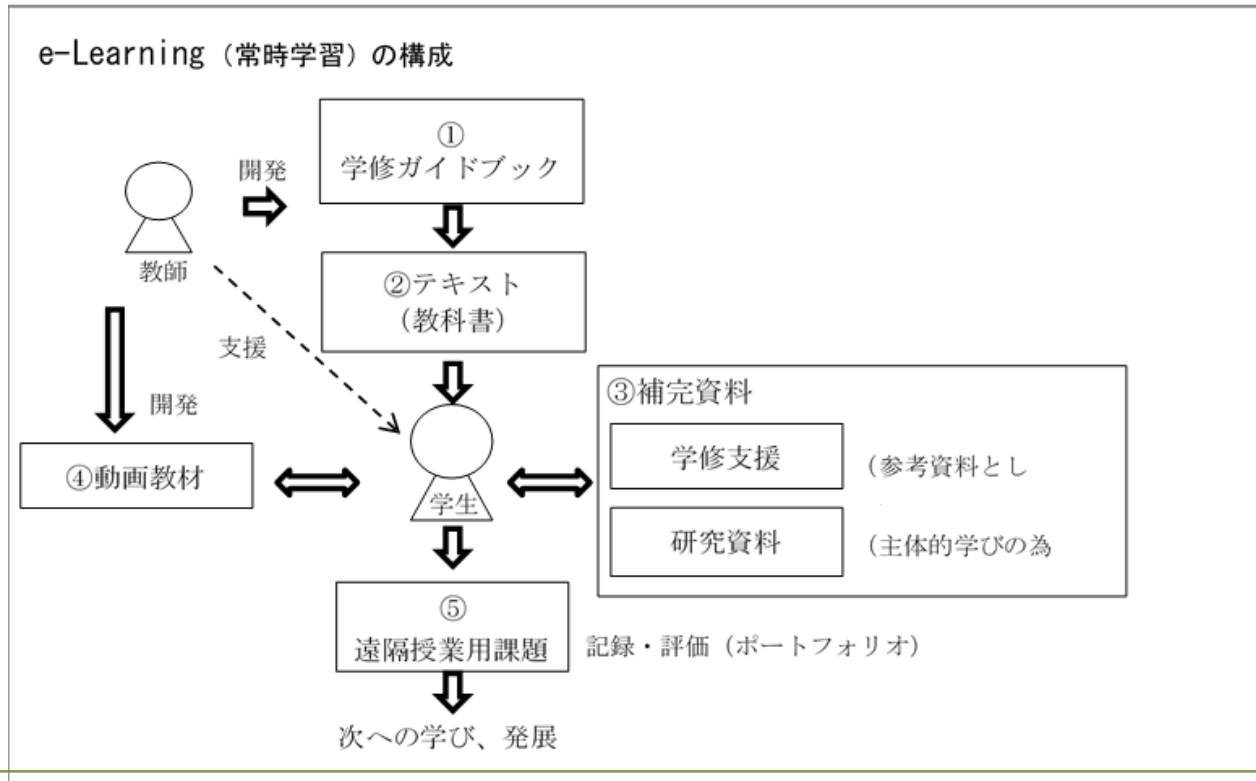 e-Learning（常時学習）の構成
①
学修ガイドブック
開発
教師
②テキスト
（教科書）
支援
開発
③補完資料
学修支援
（参考資料とし
研究資料
（主体的学びの為
④動画教材
学生
⑤
遠隔授業用課題
記録・評価（ポートフォリオ）
次への学び、発展